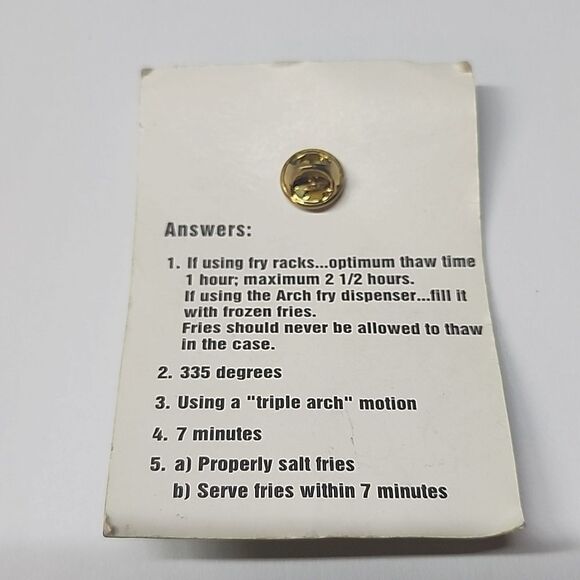 Answers:
1. If using fry racks...optimum thaw time
1 hour; maximum 2 1/2 hours.
If using the Arch fry dispenser...fill it
with frozen fries.
Fries should never be allowed to thaw
in the case.
2. 335 degrees
3. Using a "triple arch" motion
4. 7 minutes
5. a) Properly salt fries
b) Serve fries within 7 minutes